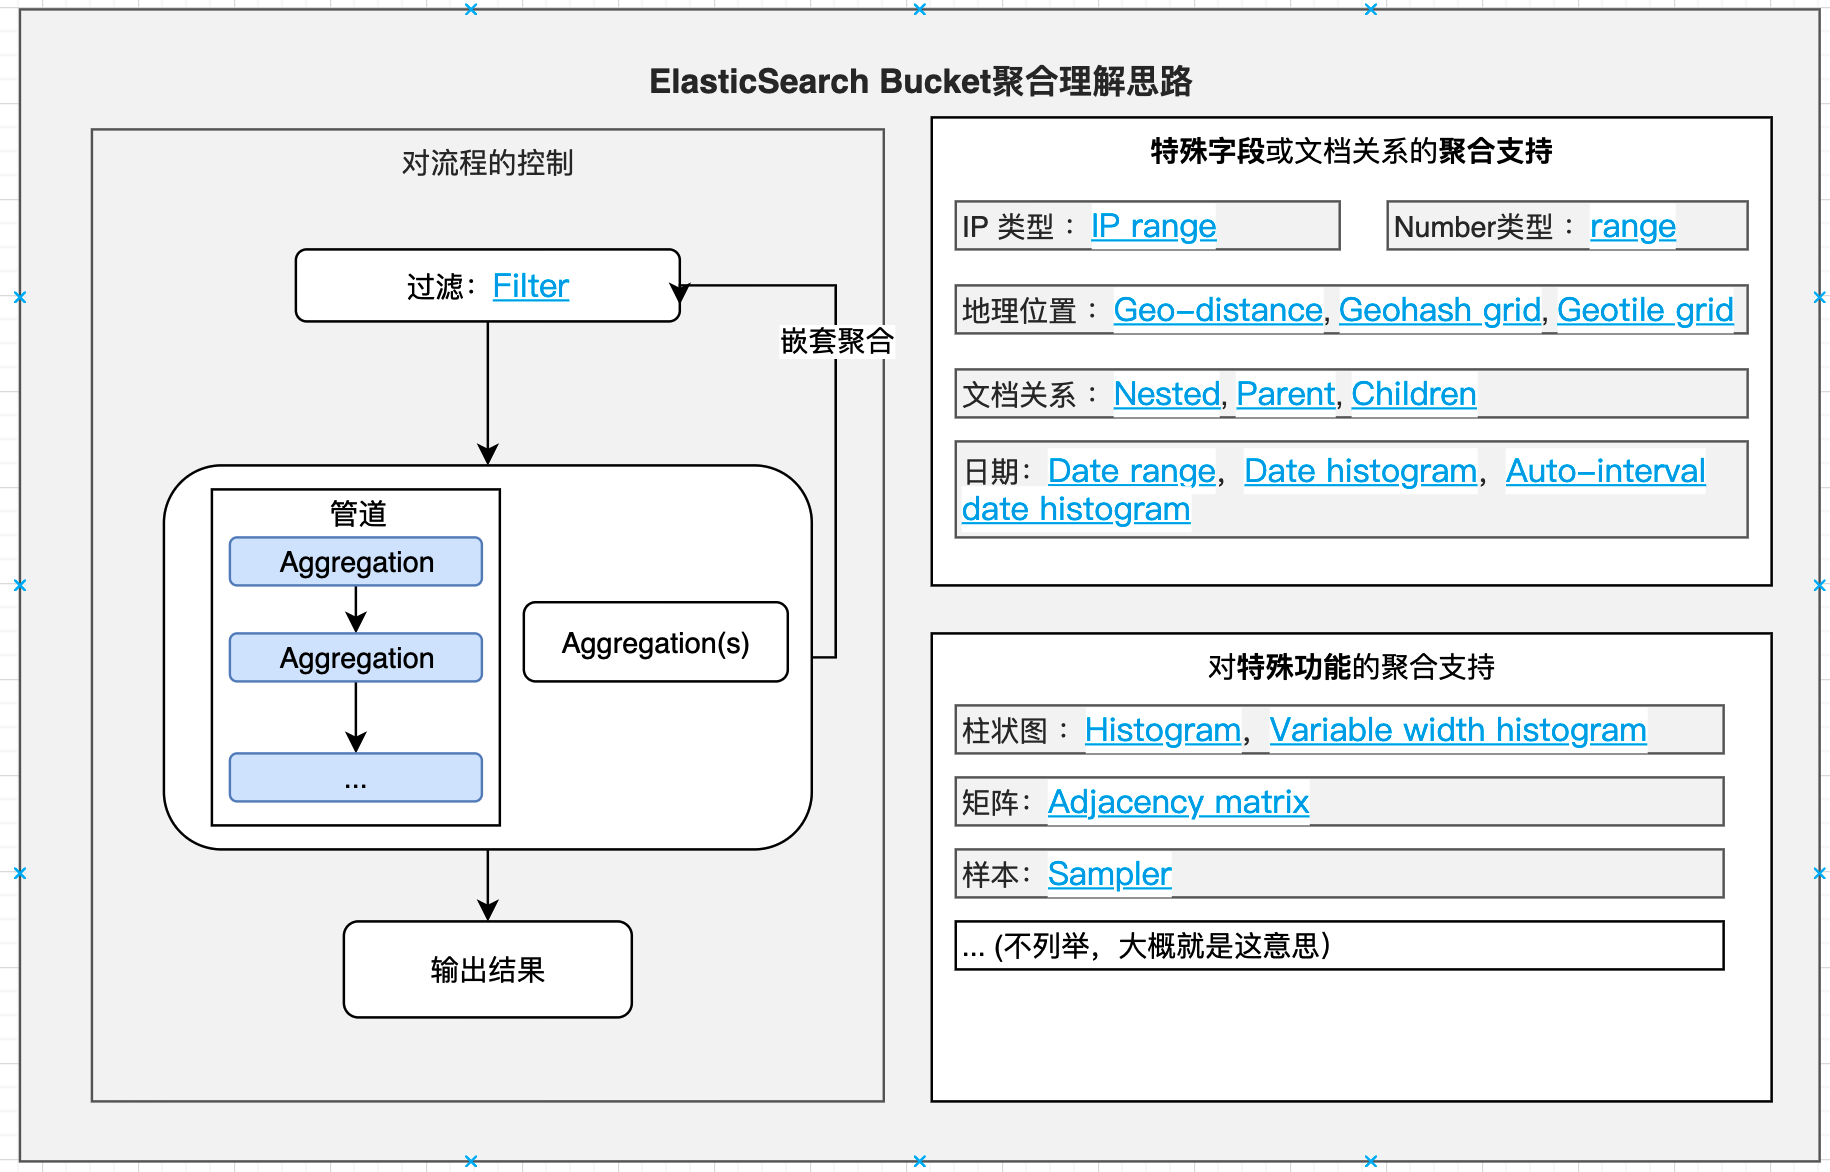 ElasticSearch Bucket聚合理解思路
对流程的控制
过滤：Filter
嵌套聚合
管道
Aggregation
Aggregation
...
Aggregation(s)
输出结果
特殊字段或文档关系的聚合支持
IP 类型 ：IP range
Number类型 ：range
地理位置 ：Geo-distance, Geohash grid, Geotile grid
文档关系 ：Nested, Parent, Children
日期：Date range，Date histogram，Auto-interval
date histogram
对特殊功能的聚合支持
柱状图 ：Histogram，Variable width histogram
矩阵：Adjacency matrix
样本：Sampler
... (不列举，大概就是这意思）